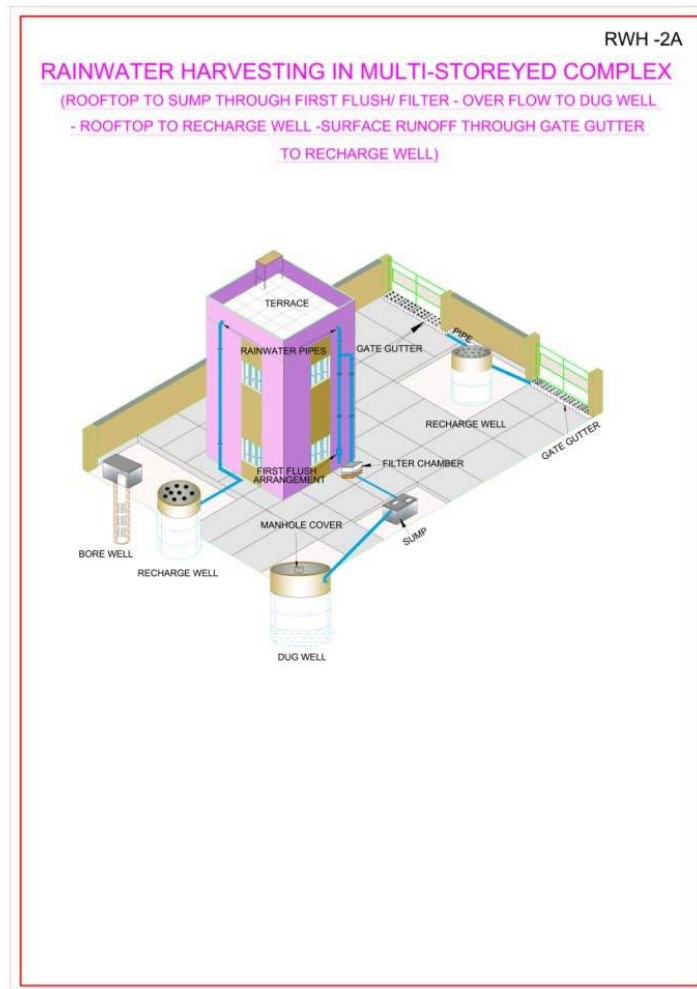 RWH -2A
RAINWATER HARVESTING IN MULTI-STOREYED COMPLEX
(ROOFTOP TO SUMP THROUGH FIRST FLUSH/ FILTER - OVER FLOW TO DUG WELL
- ROOFTOP TO RECHARGE WELL -SURFACE RUNOFF THROUGH GATE GUTTER
TO RECHARGE WELL)
TERRACE
RAINWATER PIPES
GATE GUTTER
PIPE
RECHARGE WELL
GATE GUTTER
FIRST FLUSH
ARRANGEMENT
FILTER CHAMBER
MANHOLE COVER
SUMP
BORE WELL
RECHARGE WELL
DUG WELL